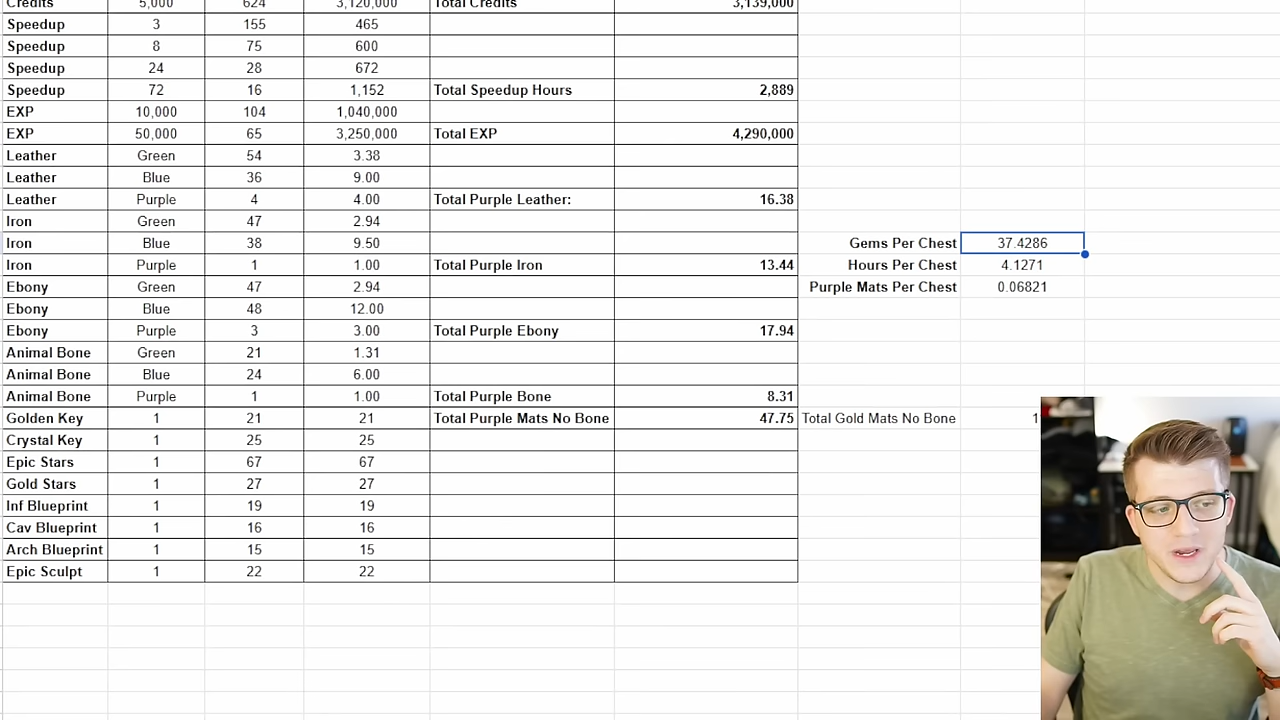 Credits 5,000 624 3,120,000 Total Credits 3,139,000
Speedup 3 155 465
Speedup 8 75 600
Speedup 24 28 672
Speedup 72 16 1,152 Total Speedup Hours 2,889
EXP 10,000 104 1,040,000
EXP 50,000 65 3,250,000 Total EXP 4,290,000
Leather Green 54 3.38
Leather Blue 36 9.00
Leather Purple 4 4.00 Total Purple Leather: 16.38
Iron Green 47 2.94
Iron Blue 38 9.50 Gems Per Chest 37.4286
Iron Purple 1 1.00 Total Purple Iron 13.44 Hours Per Chest 4.1271
Ebony Green 47 2.94 Purple Mats Per Chest 0.06821
Ebony Blue 48 12.00
Ebony Purple 3 3.00 Total Purple Ebony 17.94
Animal Bone Green 21 1.31
Animal Bone Blue 24 6.00
Animal Bone Purple 1 1.00 Total Purple Bone 8.31
Golden Key 1 21 21 Total Purple Mats No Bone 47.75 Total Gold Mats No Bone 1
Crystal Key 1 25 25
Epic Stars 1 67 67
Gold Stars 1 27 27
Inf Blueprint 1 19 19
Cav Blueprint 1 16 16
Arch Blueprint 1 15 15
Epic Sculpt 1 22 22